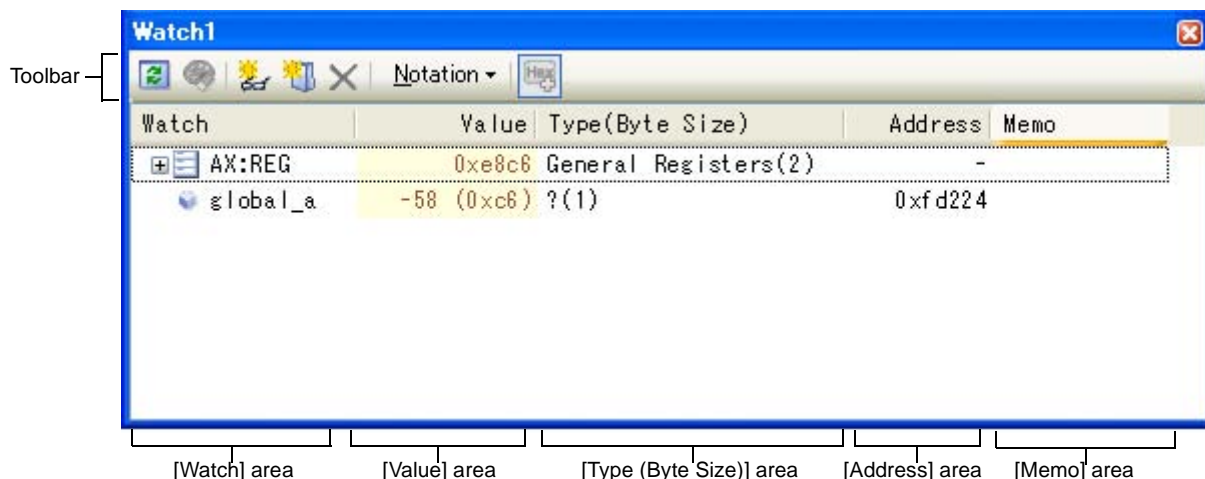 Watch1
Toolbar
Notation
Hex
Watch Value Type(Byte Size) Address Memo
AX:REG 0xe8c6 General Registers(2) -
global_a -58 (0xc6) ?(1) 0xfd224
[Watch] area [Value] area [Type (Byte Size)] area [Address] area [Memo] area